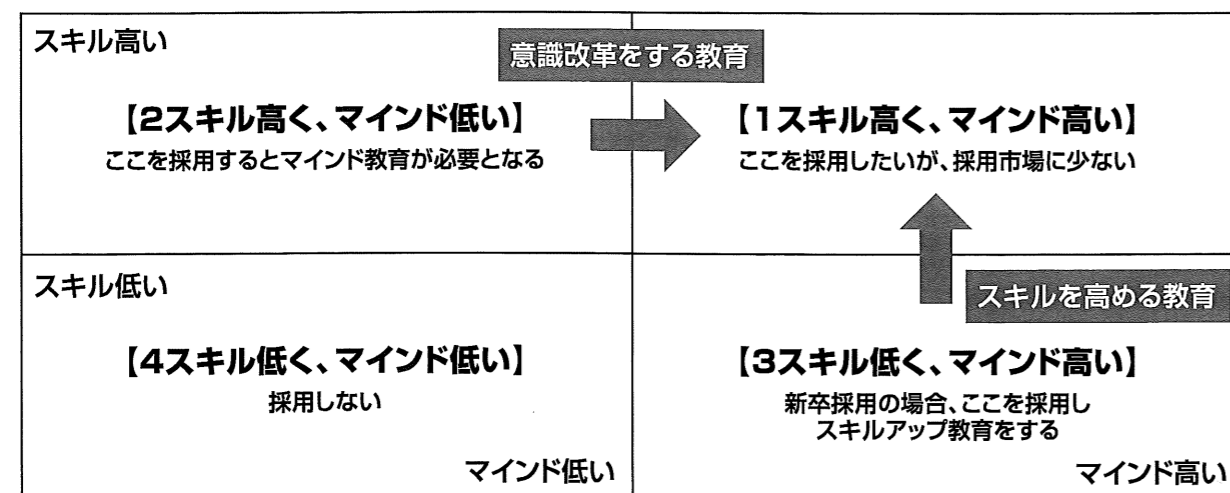 スキル高い
意識改革をする教育
【2スキル高く、マインド低い】
ここを採用するとマインド教育が必要となる
【1スキル高く、マインド高い】
ここを採用したいが、採用市場に少ない
スキル低い
スキルを高める教育
【4スキル低く、マインド低い】
採用しない
【3スキル低く、マインド高い】
新卒採用の場合、ここを採用し
スキルアップ教育をする
マインド低い
マインド高い